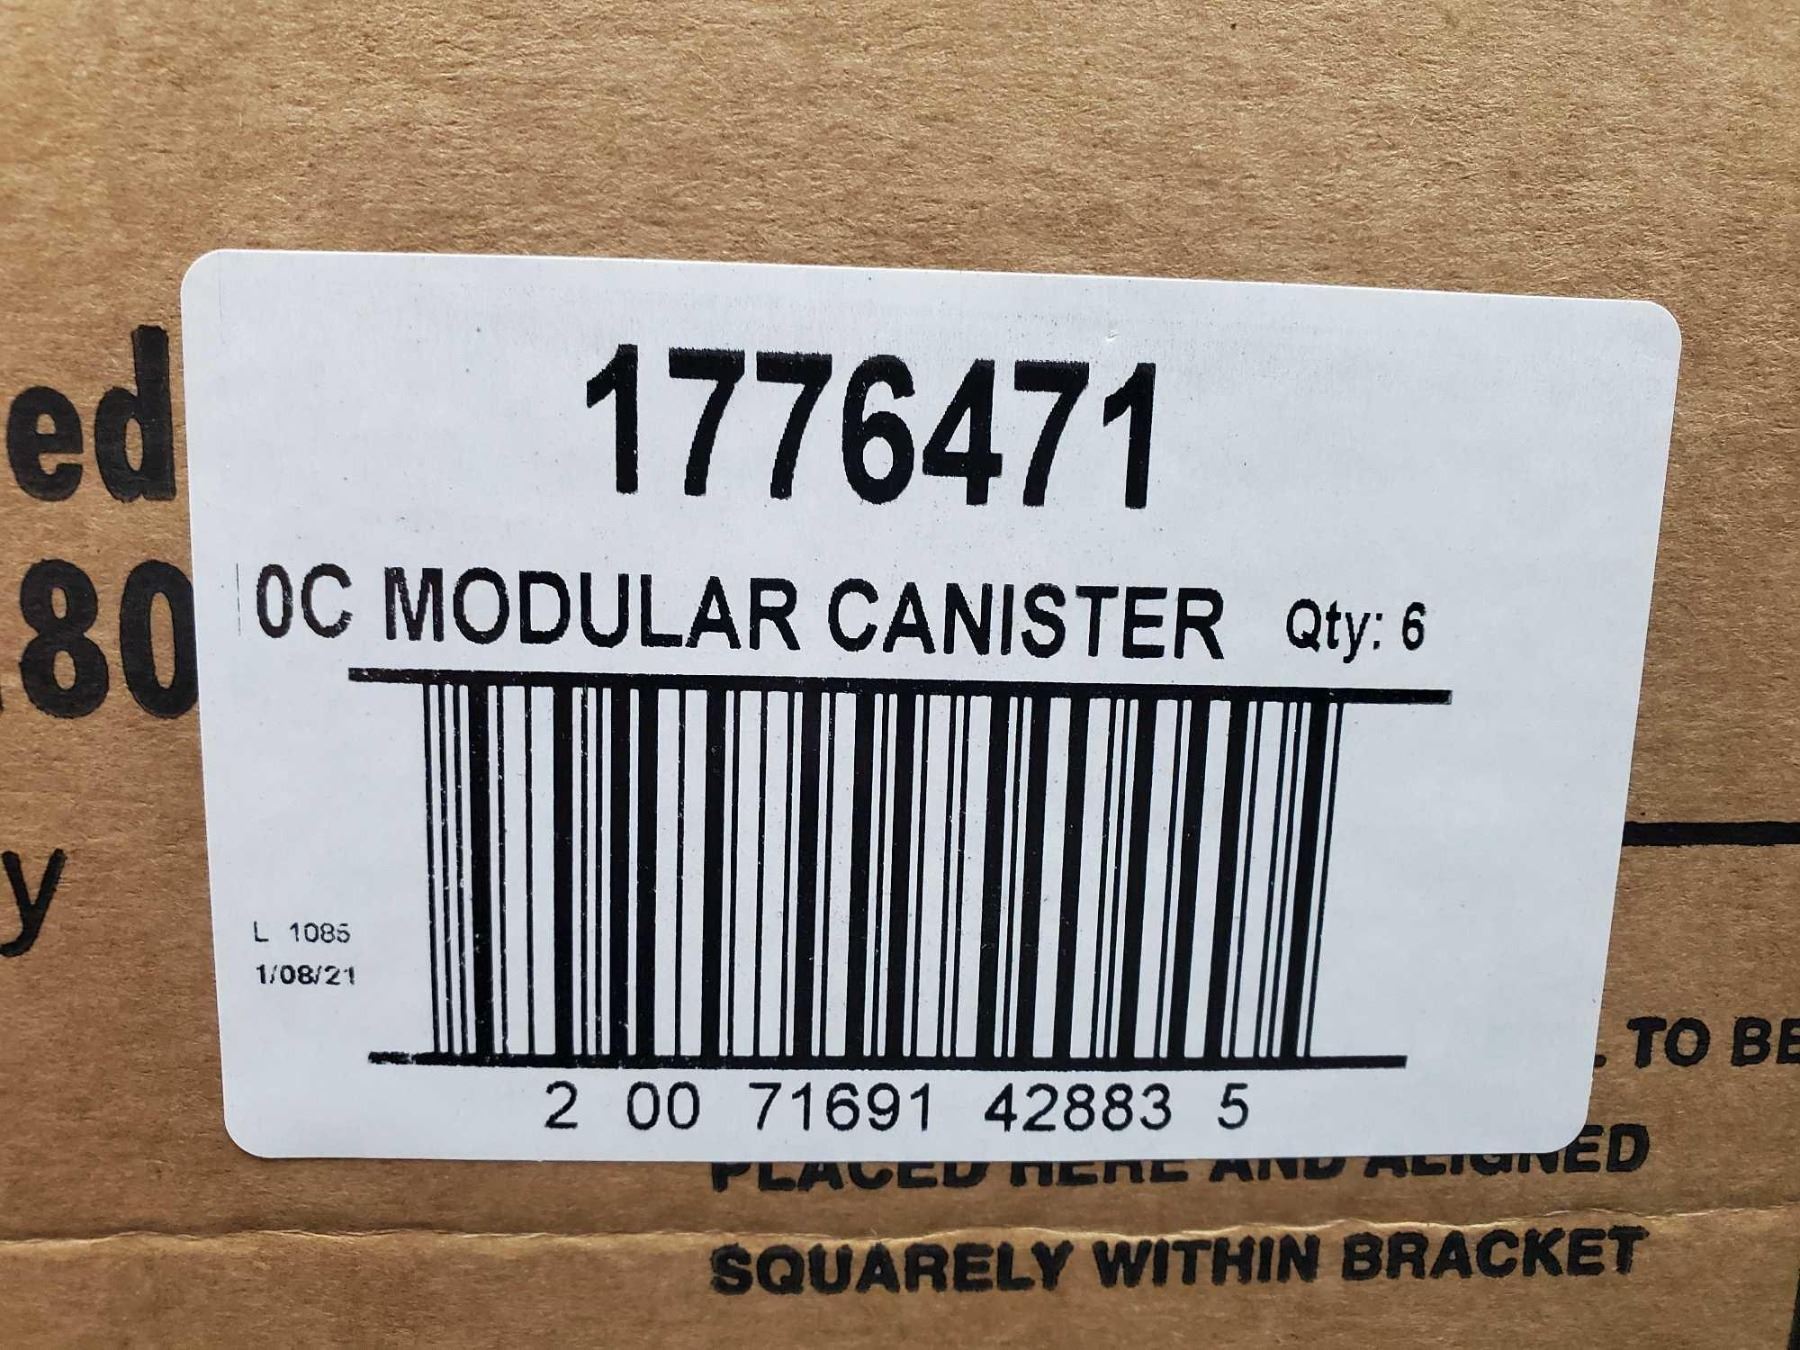 1776471
0C MODULAR CANISTER Qty: 6
ed
80
y
L 1085
1/08/21
2 00 71691 42883 5
TO BE
PLACED HERE AND ALIGNED
SQUARELY WITHIN BRACKET